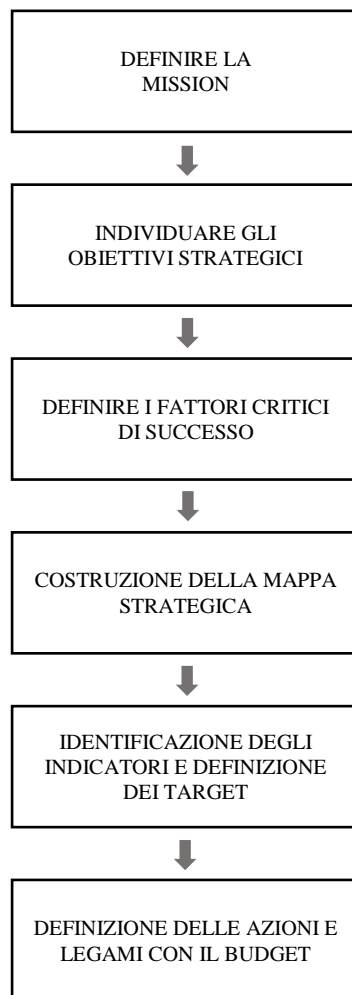 DEFINIRE LA
MISSION
INDIVIDUARE GLI
OBIETTIVI STRATEGICI
DEFINIRE I FATTORI CRITICI
DI SUCCESSO
COSTRUZIONE DELLA MAPPA
STRATEGICA
IDENTIFICAZIONE DEGLI
INDICATORI E DEFINIZIONE
DEI TARGET
DEFINIZIONE DELLE AZIONI E
LEGAMI CON IL BUDGET